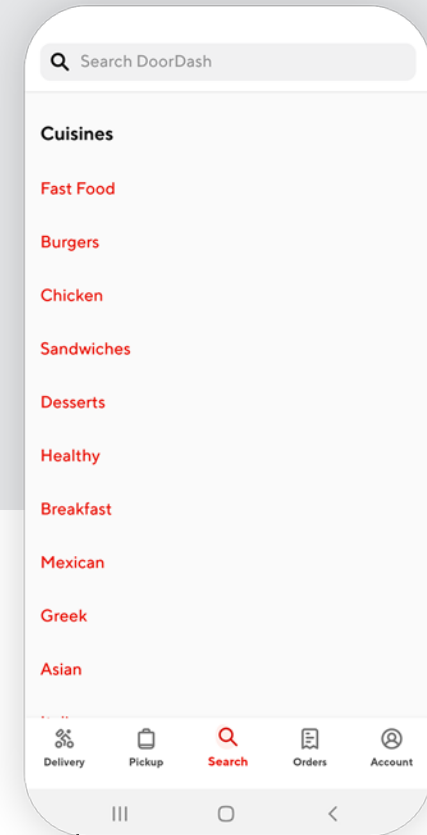 Search DoorDash
Cuisines
Fast Food
Burgers
Chicken
Sandwiches
Desserts
Healthy
Breakfast
Mexican
Greek
Asian
Delivery
Pickup
Search
Orders
Account